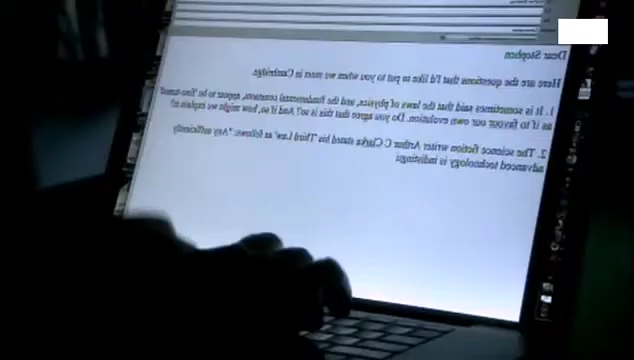 Dear Stephen
Here are the questions that I'd like to put to you when we meet in Cambridge.
1. It is sometimes said that the laws of physics, and the fundamental constants, appear to be 'fine-tuned'
as if to favour our own evolution. Do you agree that this is so? And if so, how might we explain it?
2. The science fiction writer Arthur C Clarke stated his 'Third Law' as follows: "Any sufficiently
advanced technology is indistingu